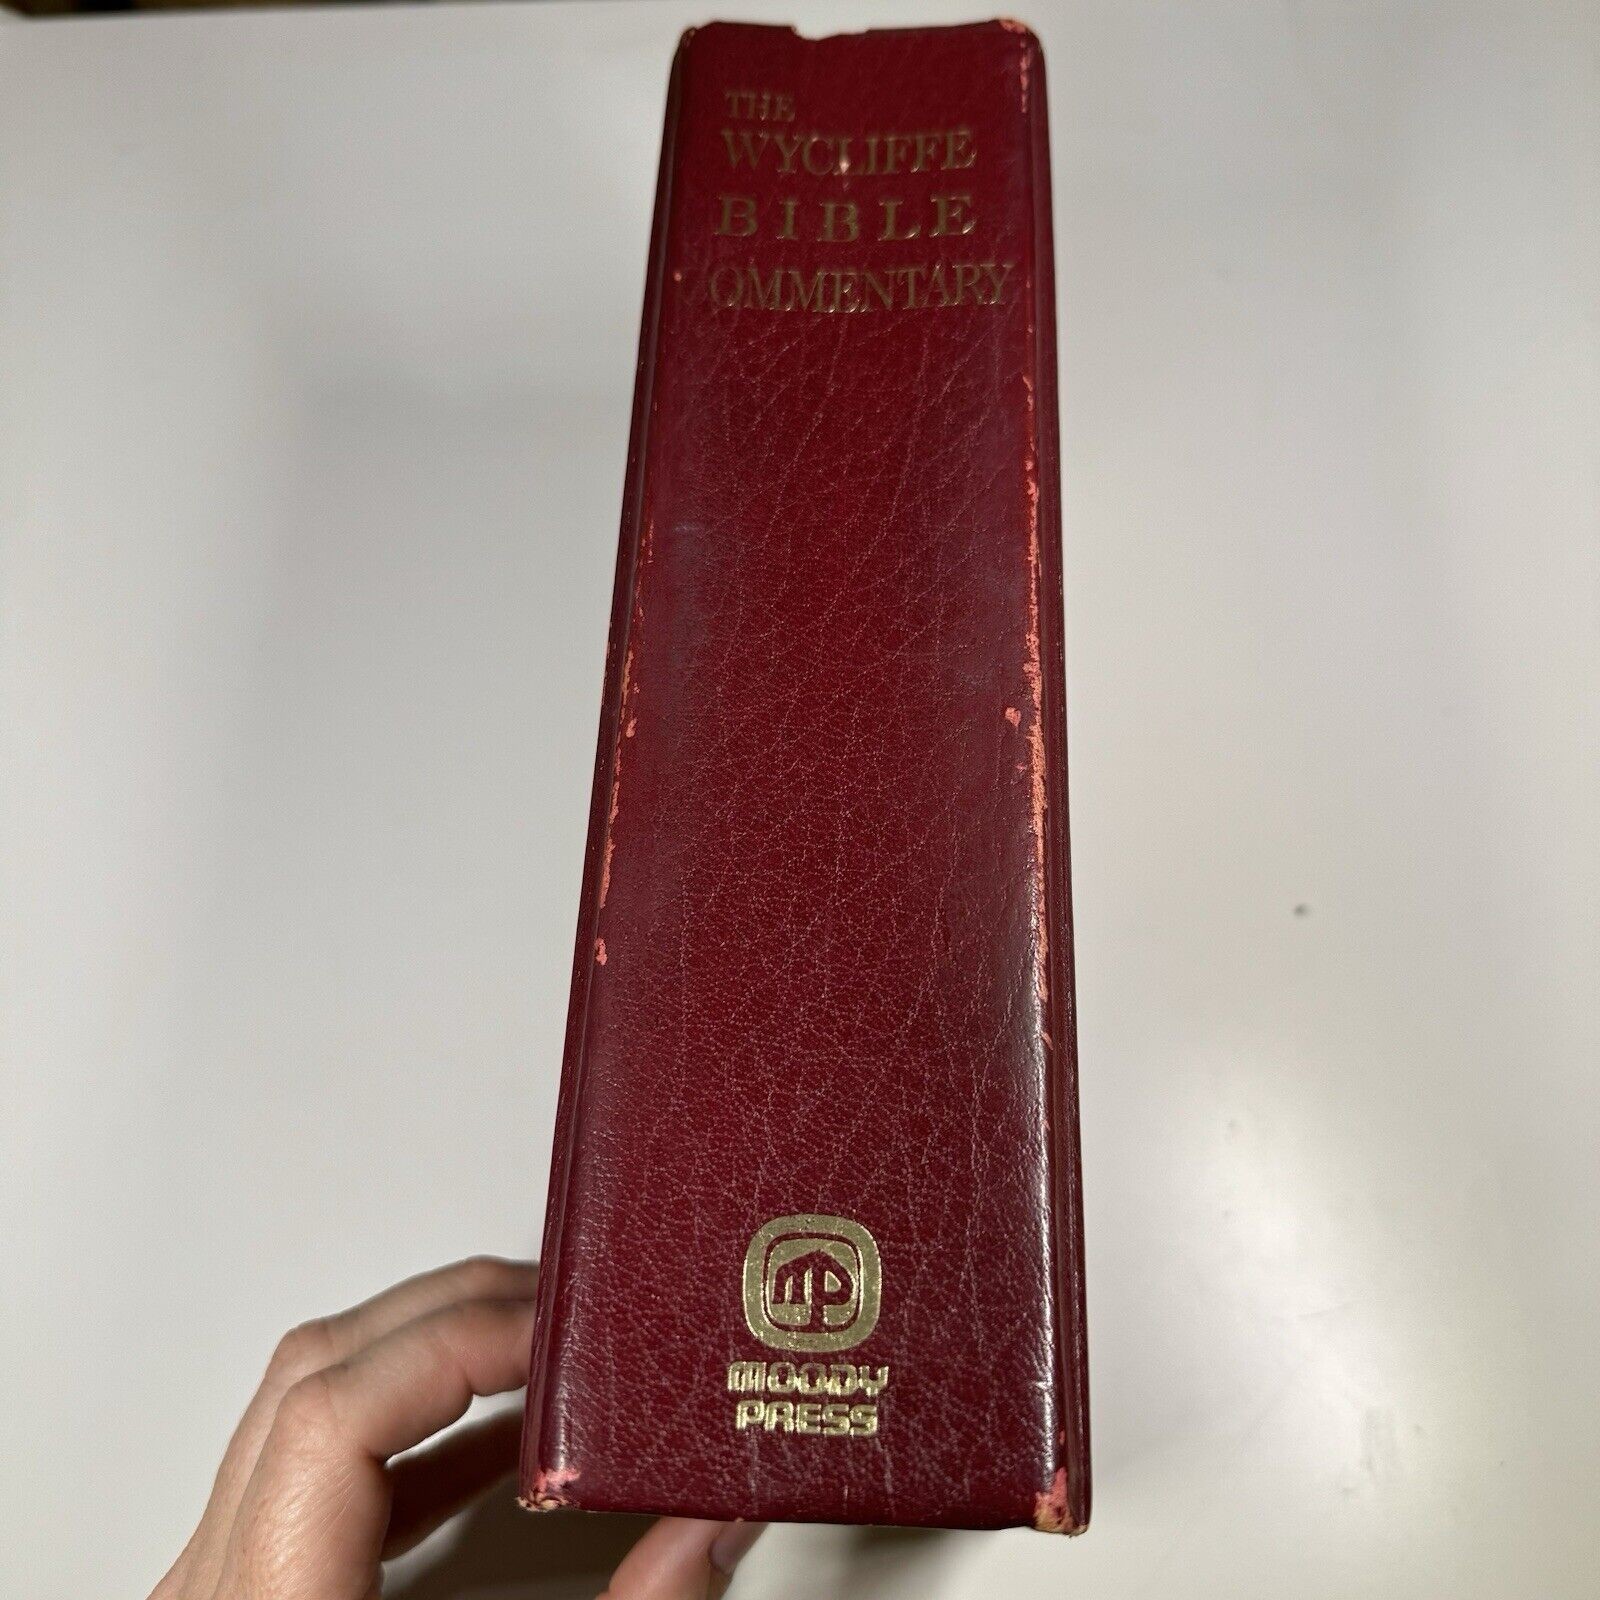 THE
WYCLIFFE
BIBLE
COMMENTARY
mp
MOODY
PRESS